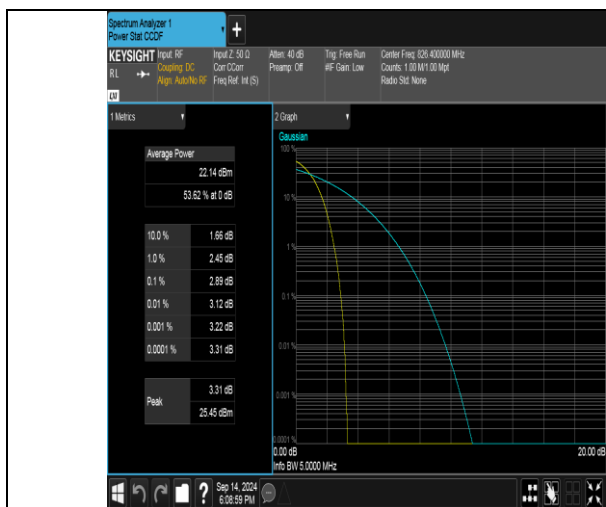 Spectrum Analyzer 1
Power Stat CCDF
+
KEYSIGHT Input: RF Input Z: 50 Ω Atten: 40 dB Trig: Free Run Center Freq: 826.400000 MHz
RL Coupling: DC Corr CCorr Preamp: Off #IF Gain: Low Counts: 1.00 M/1.00 Mpt
Align: Auto/No RF Freq Ref: Int (S) Radio Std: None
LXI
1 Metrics
2 Graph
Average Power
22.14 dBm
53.62 % at 0 dB
10.0 % 1.66 dB
1.0 % 2.45 dB
0.1 % 2.89 dB
0.01 % 3.12 dB
0.001 % 3.22 dB
0.0001 % 3.31 dB
Peak 3.31 dB
25.45 dBm
Gaussian
100 %
10 %
1 %
0.1 %
0.01 %
0.001 %
0.0001 %
0.00 dB 20.00 dB
Info BW 5.0000 MHz
? Sep 14, 2024
6:08:59 PM